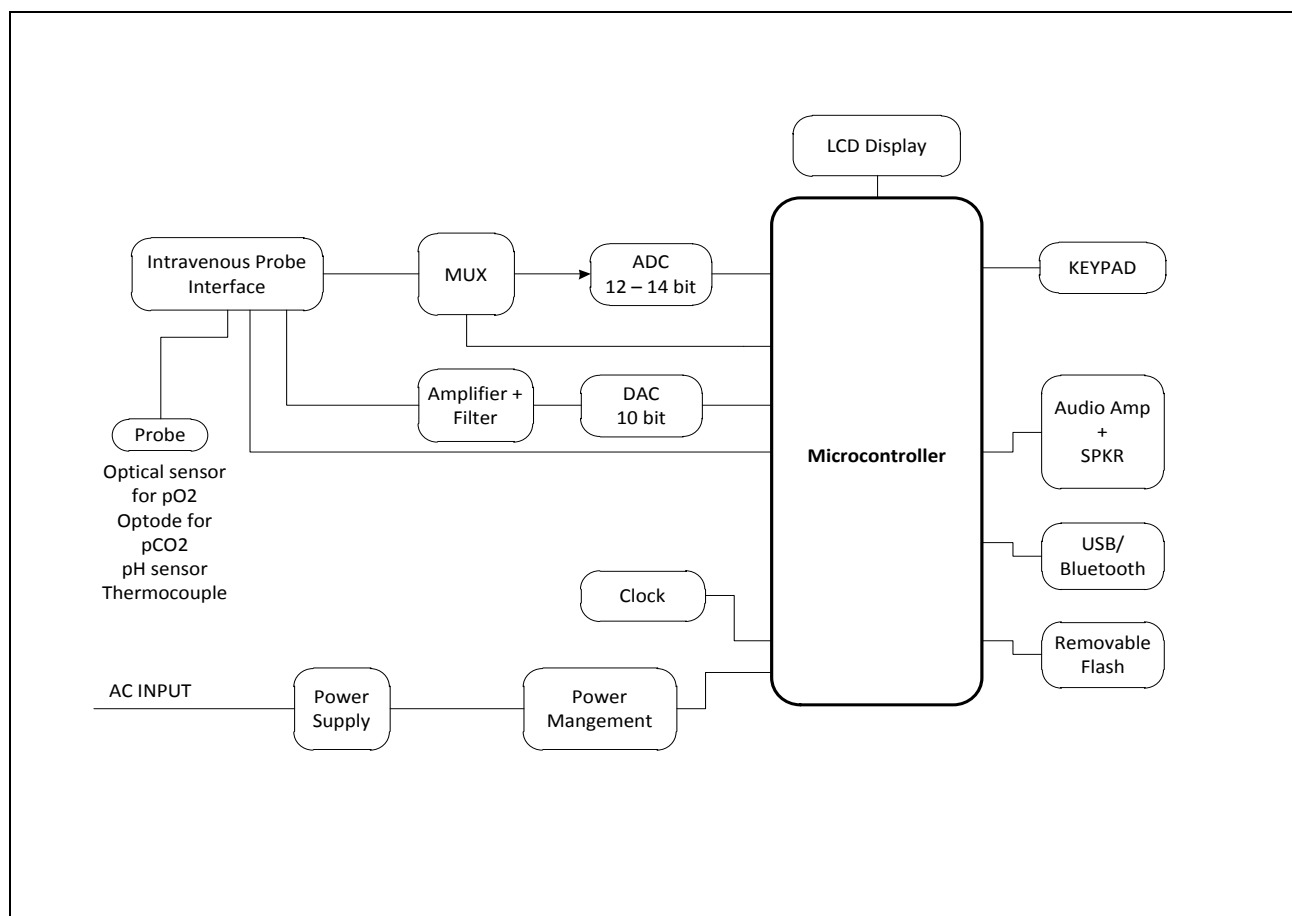 LCD Display
Intravenous Probe
Interface
MUX
ADC
12 – 14 bit
KEYPAD
Amplifier +
Filter
DAC
10 bit
Audio Amp
+
SPKR
Probe
Optical sensor
for pO2
Optode for
pCO2
pH sensor
Thermocouple
Microcontroller
USB/
Bluetooth
Clock
Removable
Flash
AC INPUT
Power
Supply
Power
Mangement